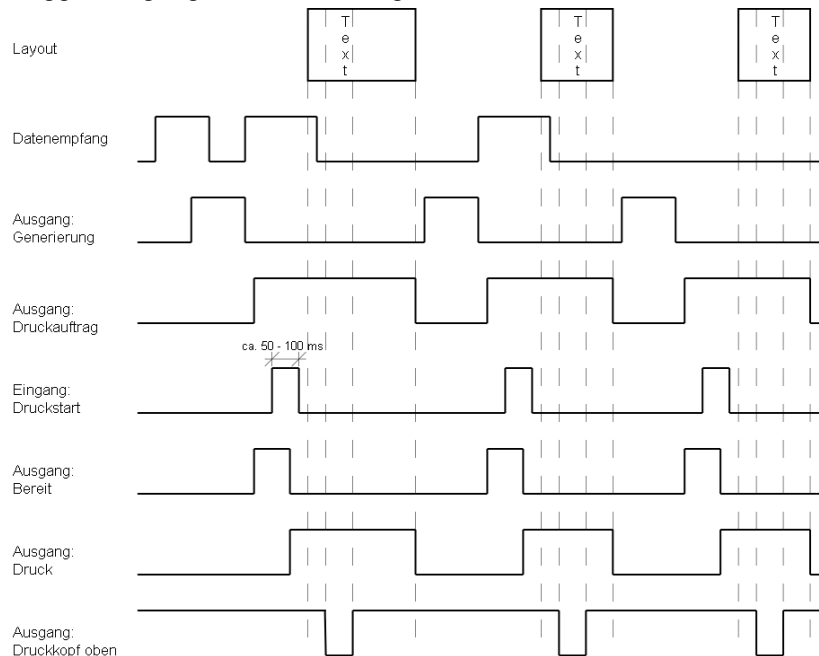 T
e
x
t
T
e
x
t
T
e
x
t
Layout
Datenempfang
Ausgang:
Generierung
Ausgang:
Druckauftrag
ca. 50 - 100 ms
Eingang:
Druckstart
Ausgang:
Bereit
Ausgang:
Druck
Ausgang:
Druckkopf oben